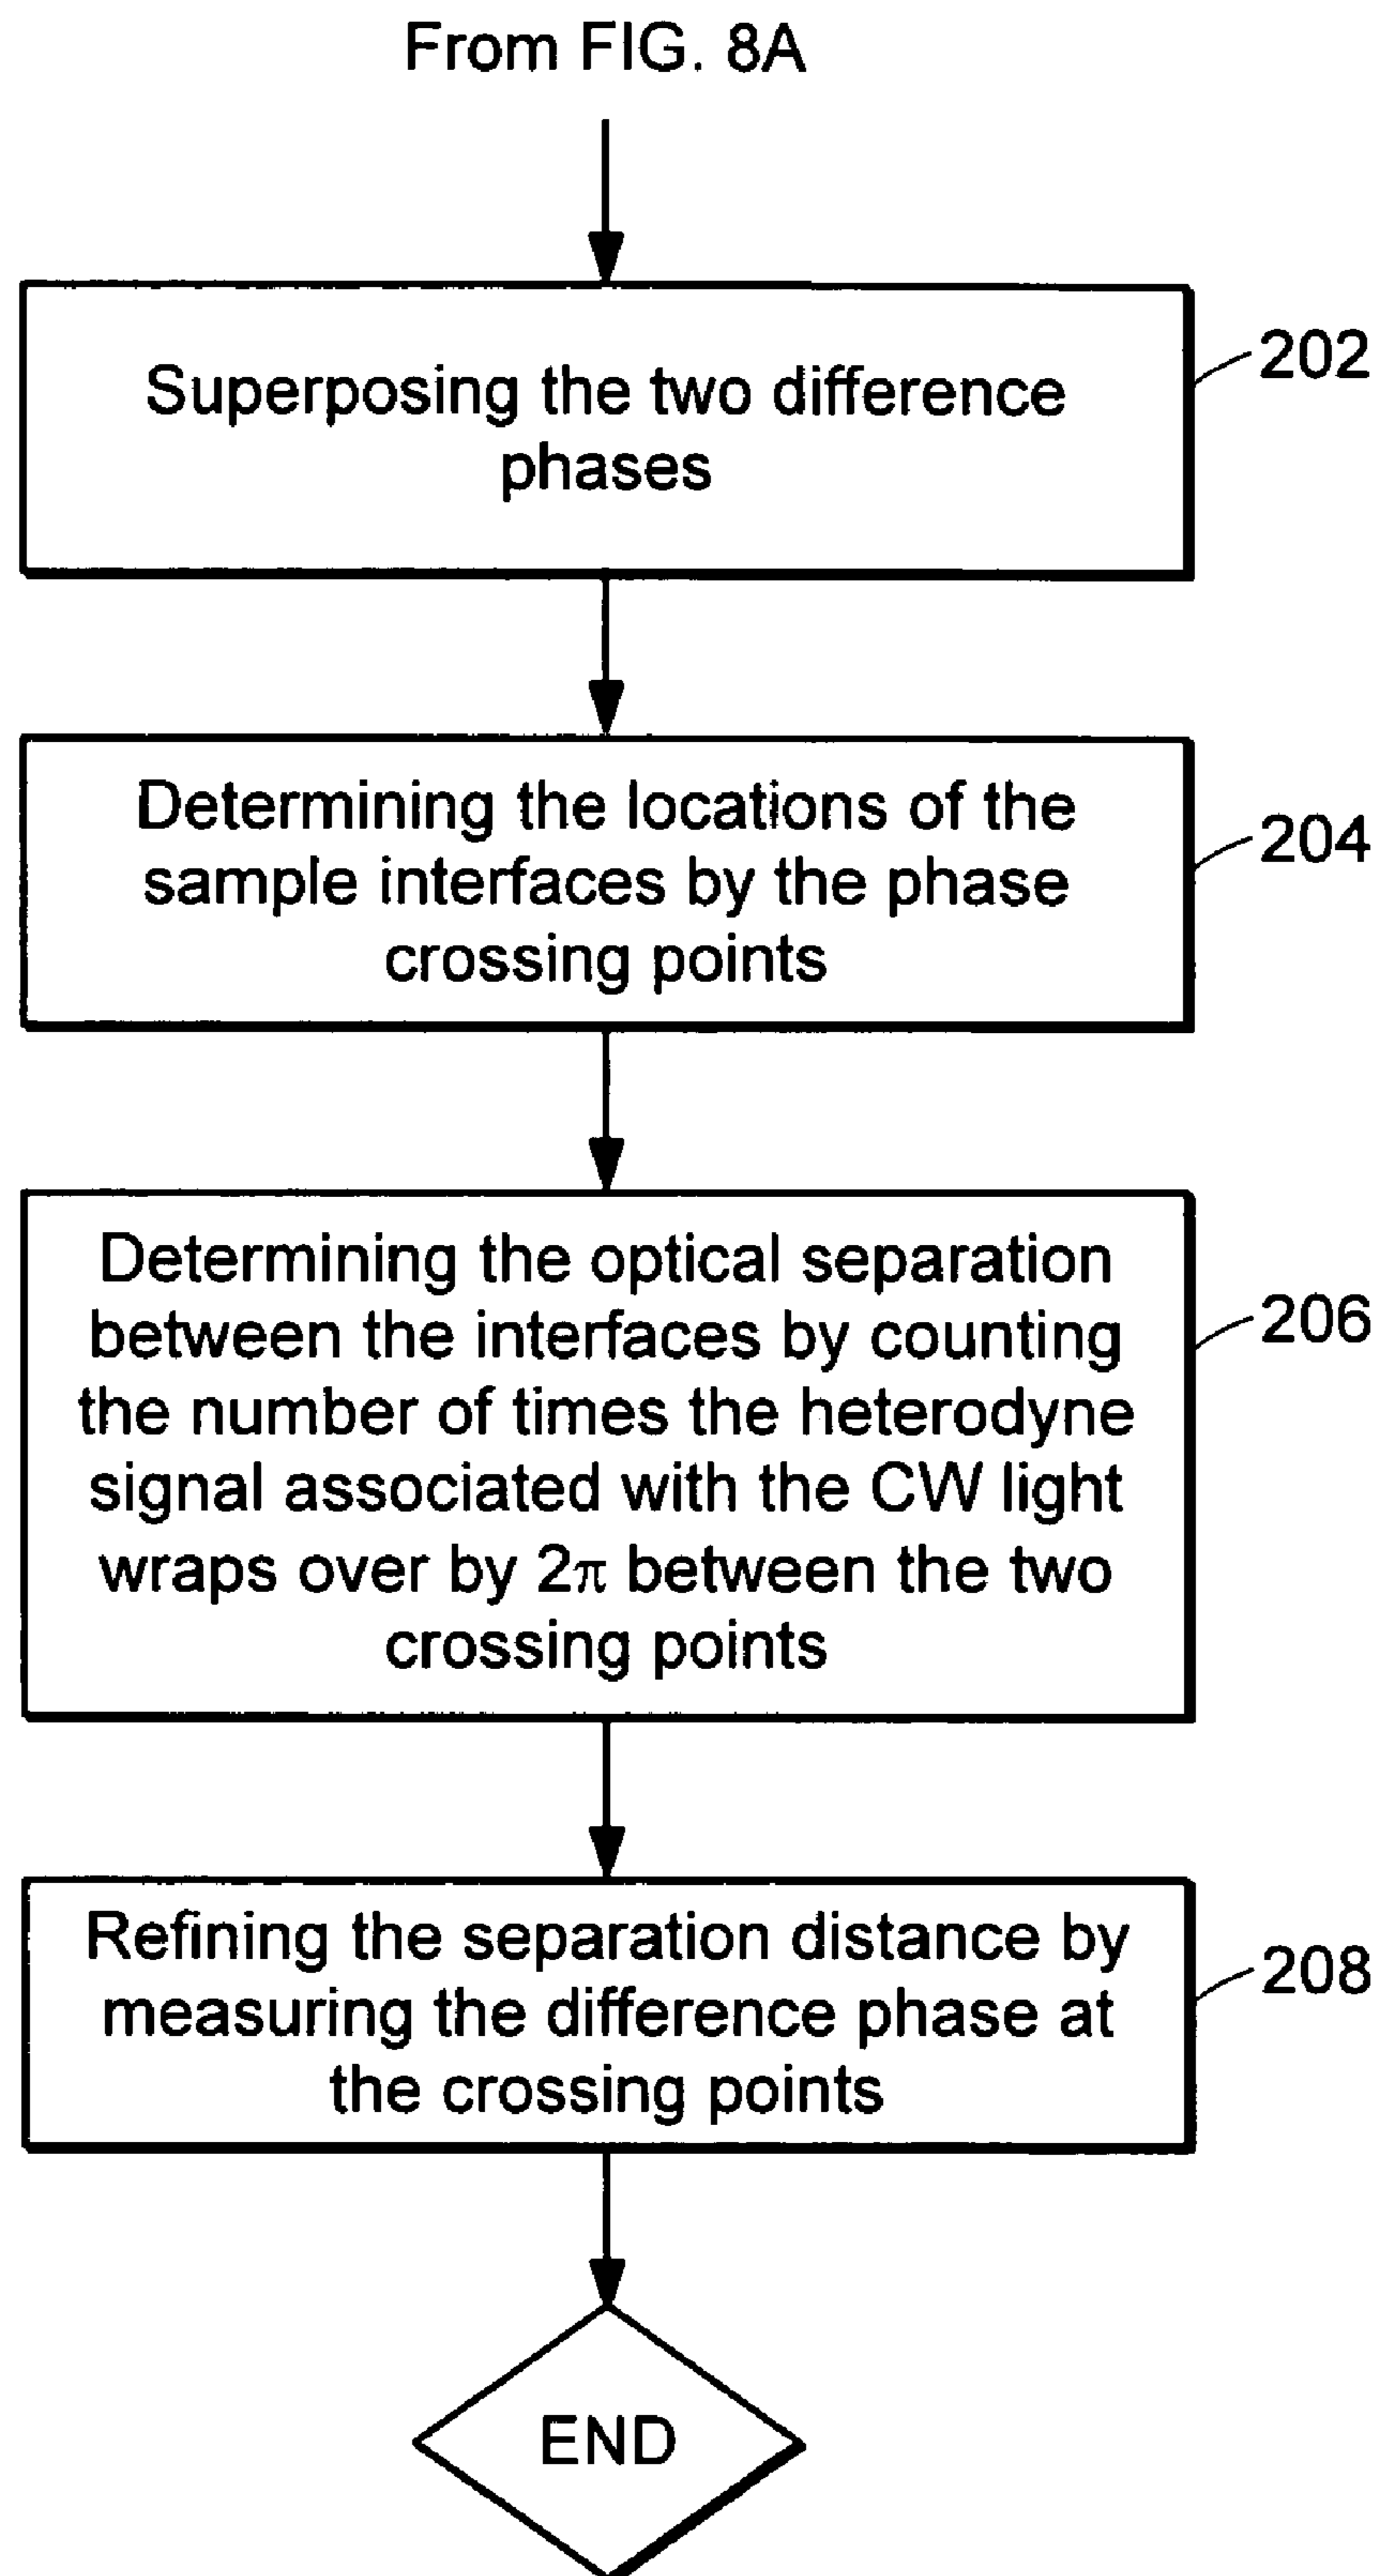 From FIG. 8A
Superposing the two difference
phases
202
Determining the locations of the
sample interfaces by the phase
crossing points
204
Determining the optical separation
between the interfaces by counting
the number of times the heterodyne
signal associated with the CW light
wraps over by 2π between the two
crossing points
206
Refining the separation distance by
measuring the difference phase at
the crossing points
208
END